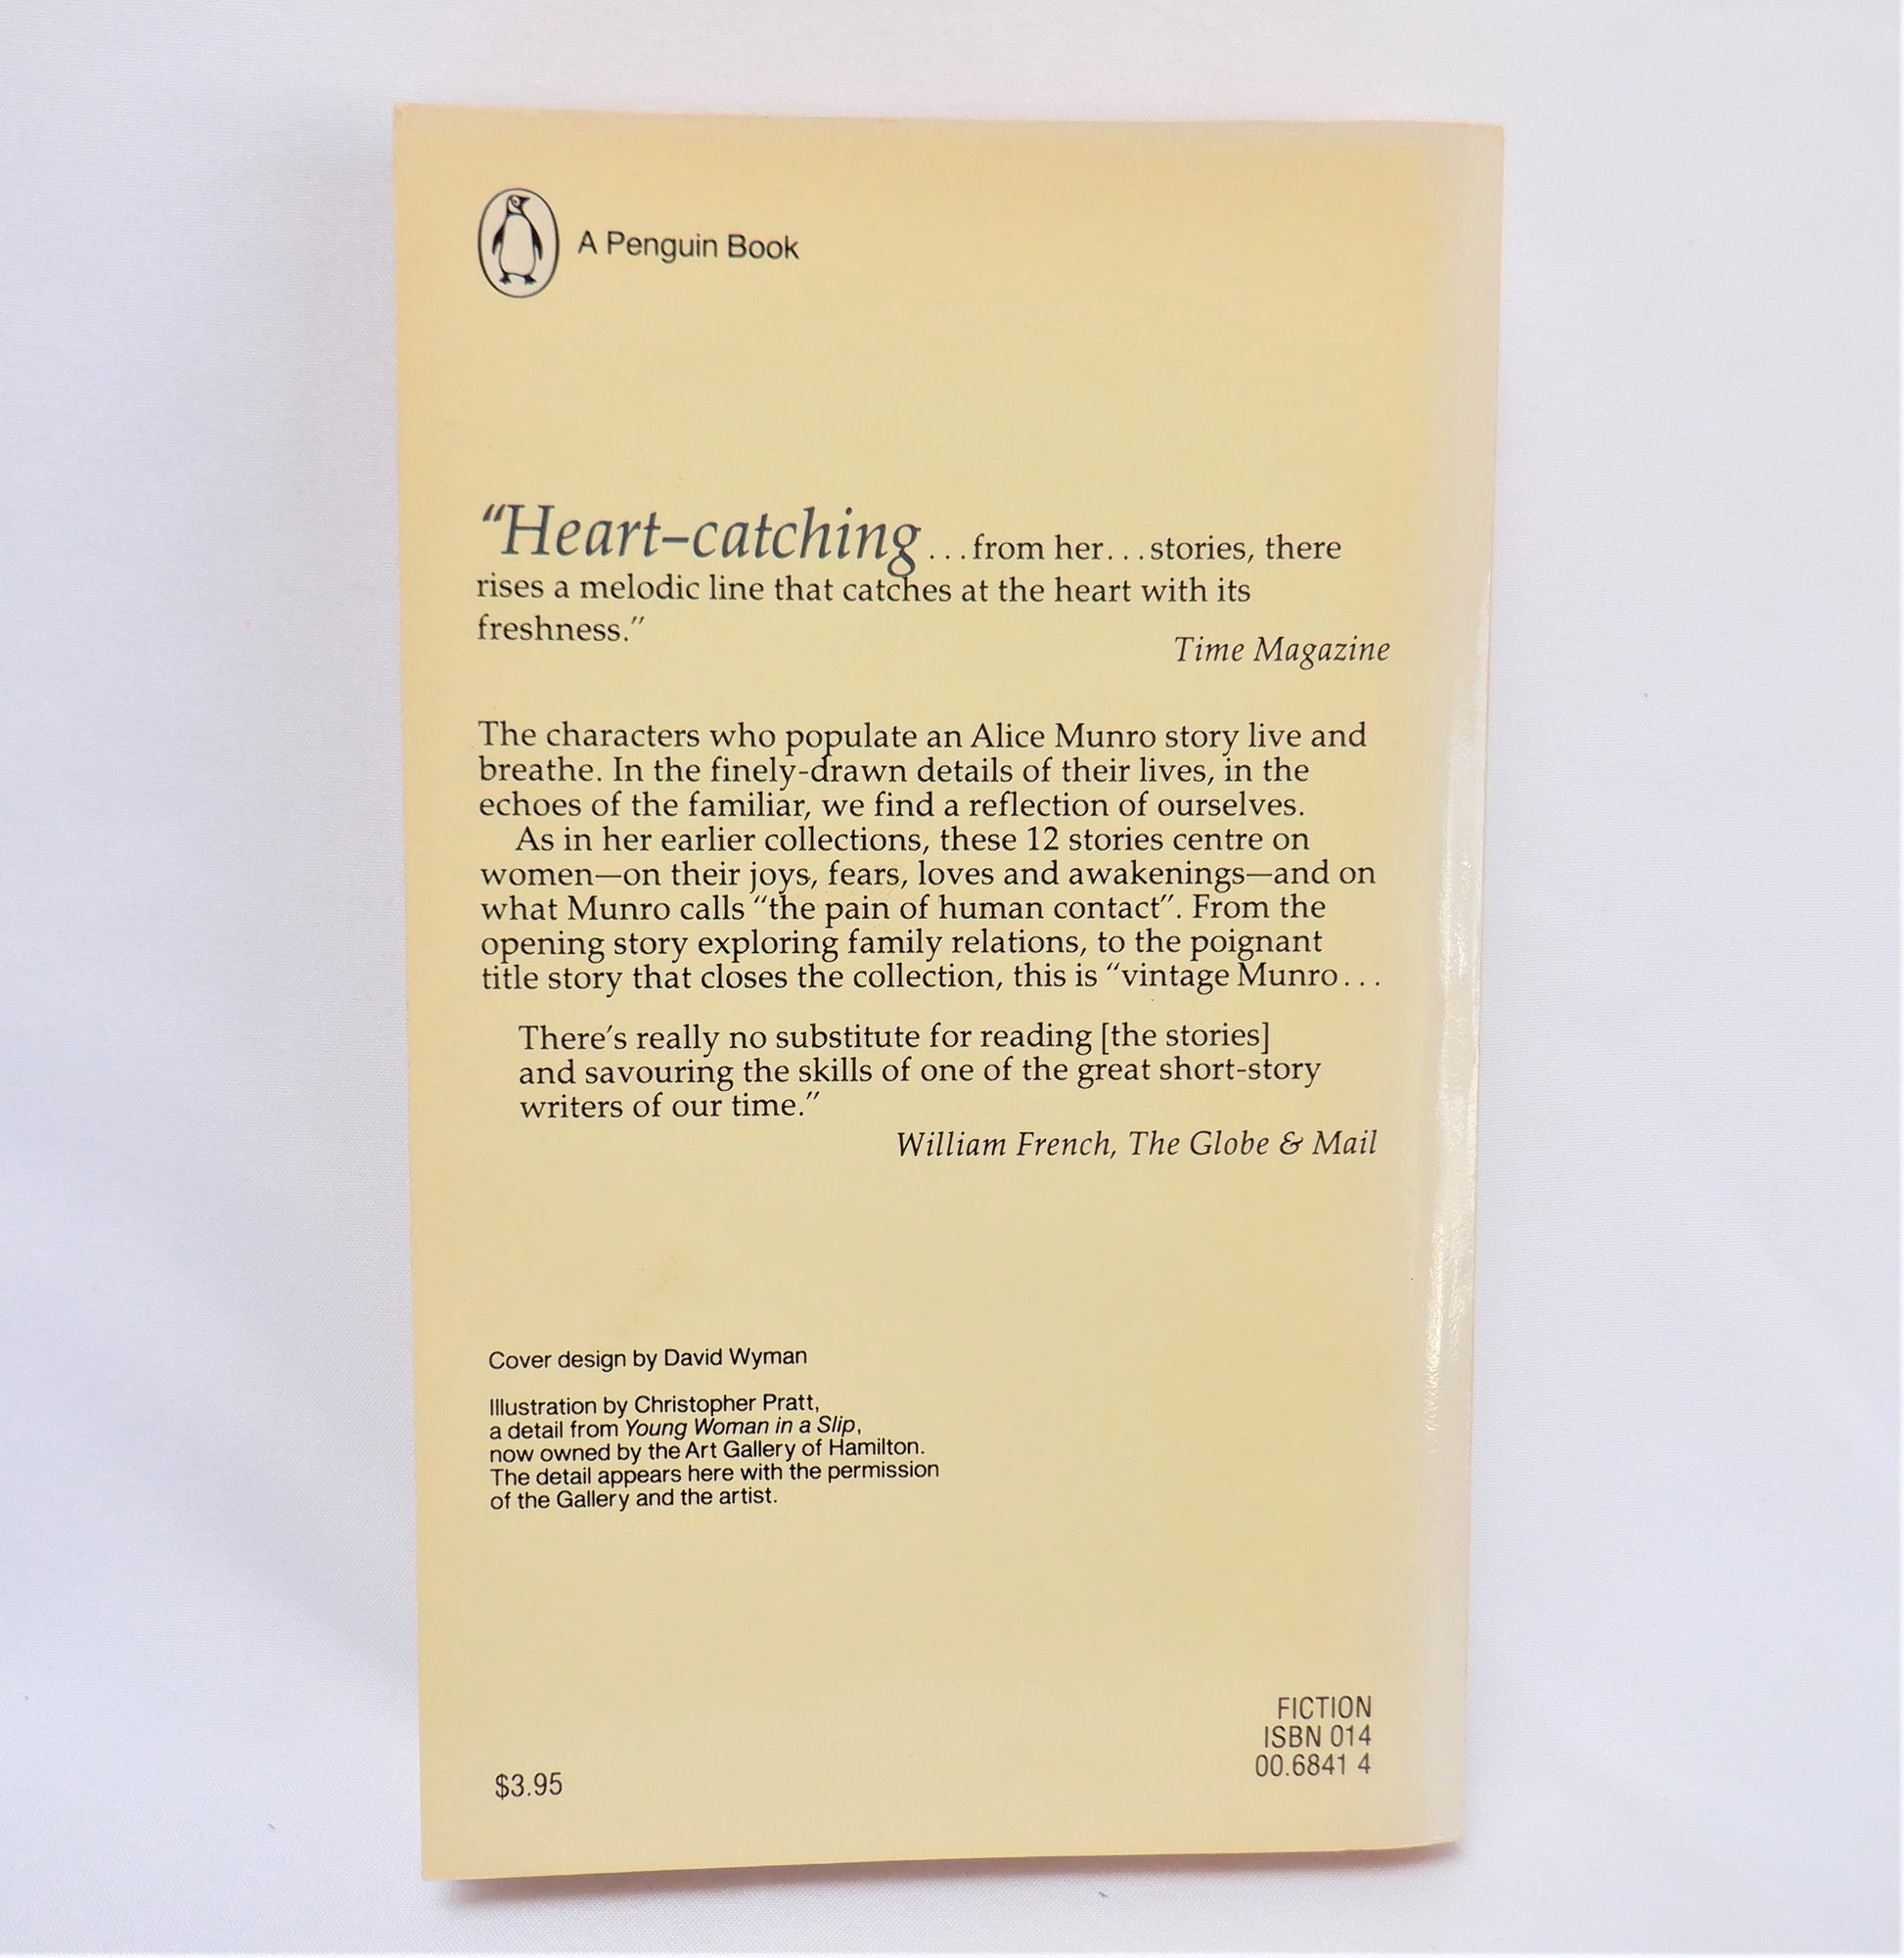 A Penguin Book
“Heart–catching ...from her...stories, there
rises a melodic line that catches at the heart with its
freshness.”
Time Magazine
The characters who populate an Alice Munro story live and
breathe. In the finely-drawn details of their lives, in the
echoes of the familiar, we find a reflection of ourselves.
As in her earlier collections, these 12 stories centre on
women—on their joys, fears, loves and awakenings—and on
what Munro calls “the pain of human contact”. From the
opening story exploring family relations, to the poignant
title story that closes the collection, this is “vintage Munro...
There’s really no substitute for reading [the stories]
and savouring the skills of one of the great short-story
writers of our time.”
William French, The Globe & Mail
Cover design by David Wyman
Illustration by Christopher Pratt,
a detail from Young Woman in a Slip,
now owned by the Art Gallery of Hamilton.
The detail appears here with the permission
of the Gallery and the artist.
FICTION
ISBN 014
00.6841 4
$3.95